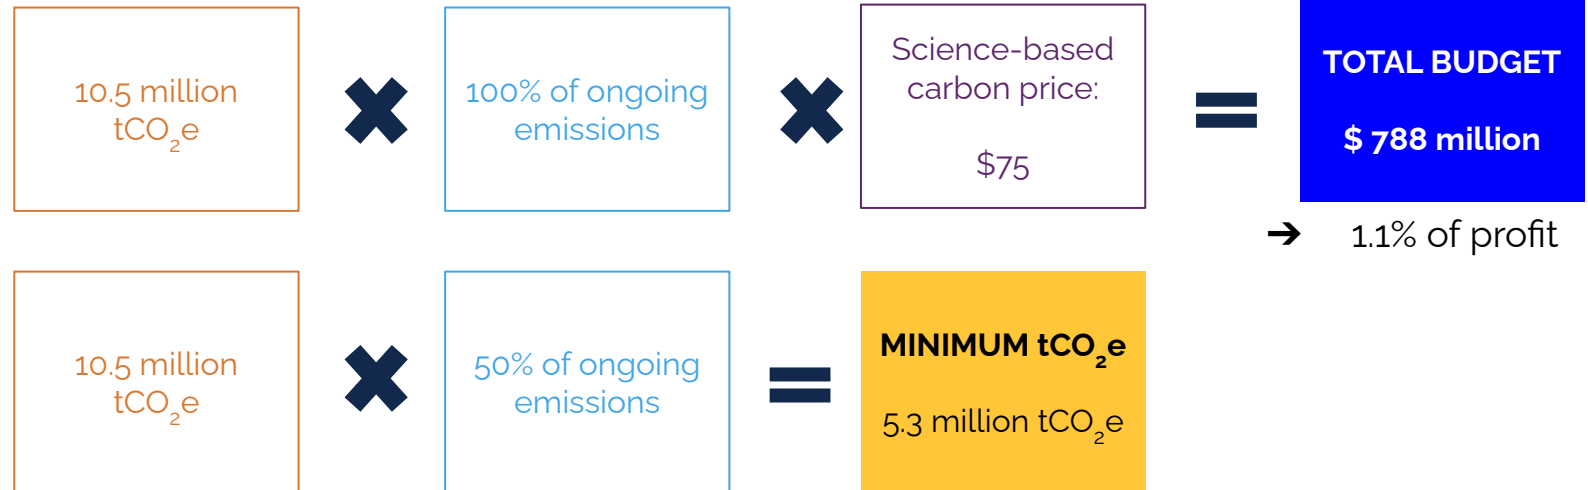 10.5 million
tCO₂e
100% of ongoing
emissions
Science-based
carbon price:
$75
TOTAL BUDGET
$ 788 million
➔ 1.1% of profit
10.5 million
tCO₂e
50% of ongoing
emissions
MINIMUM tCO₂e
5.3 million tCO₂e